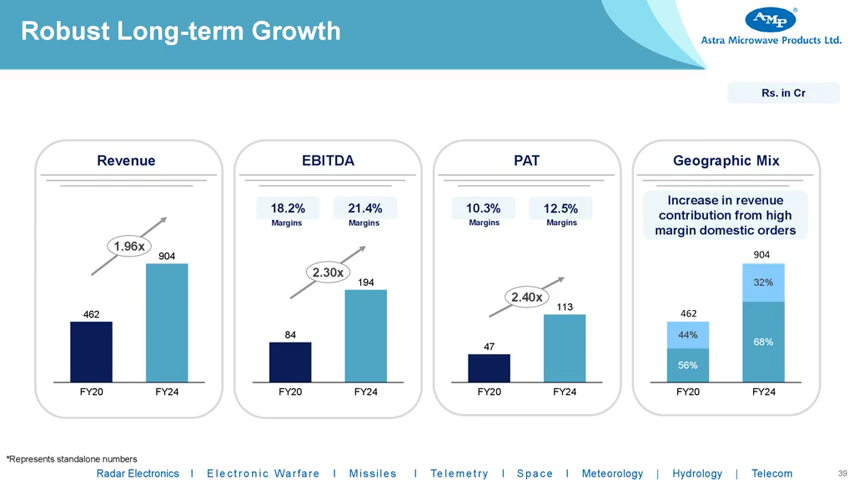 Robust Long-term Growth
AMP
®
Astra Microwave Products Ltd.
Rs. in Cr
Revenue
1.96x
904
462
FY20 FY24
EBITDA
18.2% 21.4%
Margins Margins
2.30x
194
84
FY20 FY24
PAT
10.3% 12.5%
Margins Margins
2.40x
113
47
FY20 FY24
Geographic Mix
Increase in revenue
contribution from high
margin domestic orders
904
32%
462
44%
68%
56%
FY20 FY24
*Represents standalone numbers
Radar Electronics I Electronic Warfare I Missiles I Telemetry I Space I Meteorology | Hydrology | Telecom
39